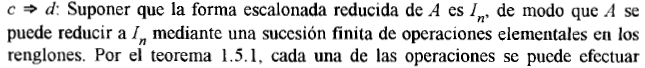 c ⇒ d: Suponer que la forma escalonada reducida de A es Iₙ, de modo que A se
puede reducir a Iₙ mediante una sucesión finita de operaciones elementales en los
renglones. Por el teorema 1.5.1, cada una de las operaciones se puede efectuar